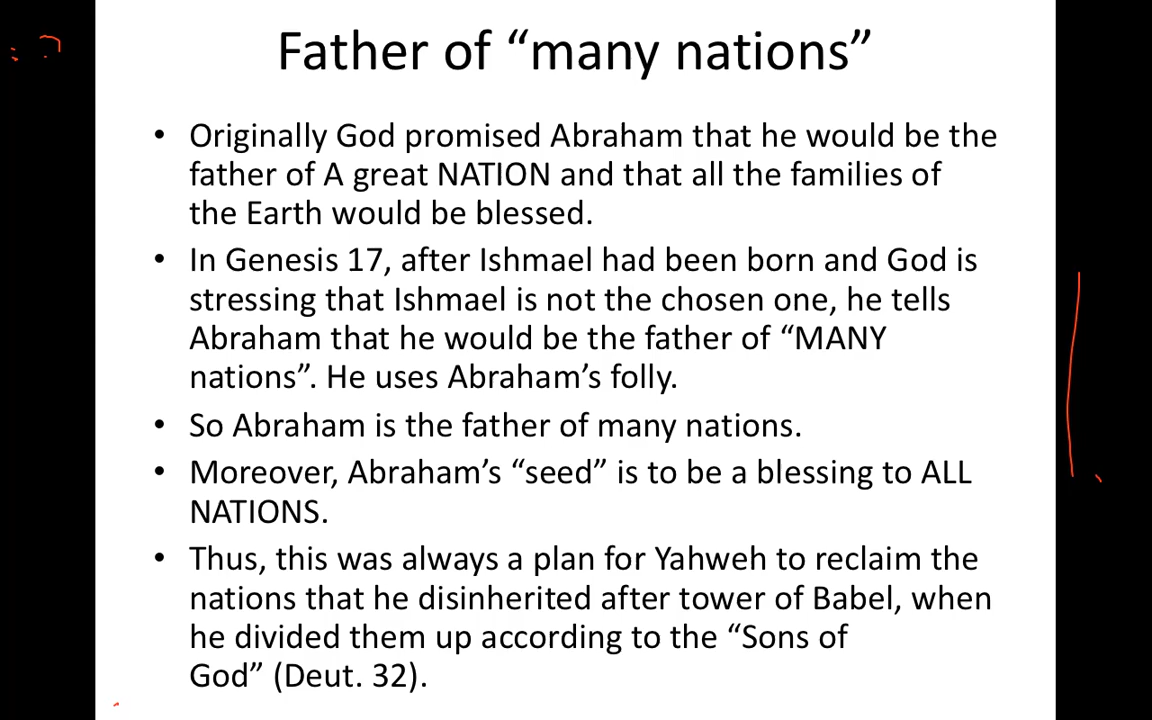 Father of “many nations”
• Originally God promised Abraham that he would be the
father of A great NATION and that all the families of
the Earth would be blessed.
• In Genesis 17, after Ishmael had been born and God is
stressing that Ishmael is not the chosen one, he tells
Abraham that he would be the father of “MANY
nations”. He uses Abraham’s folly.
• So Abraham is the father of many nations.
• Moreover, Abraham’s “seed” is to be a blessing to ALL
NATIONS.
• Thus, this was always a plan for Yahweh to reclaim the
nations that he disinherited after tower of Babel, when
he divided them up according to the “Sons of
God” (Deut. 32).